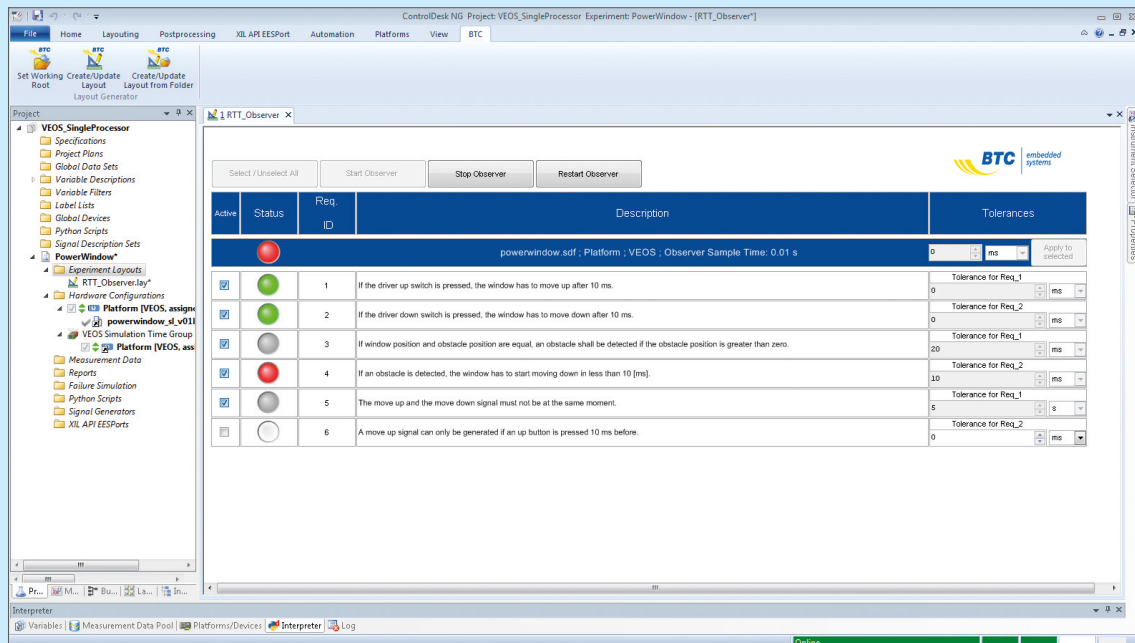 ControlDesk NG Project: VEOS_SingleProcessor Experiment: PowerWindow - [RTT_Observer*]
File Home Layouting Postprocessing XIL API EESPort Automation Platforms View BTC
BTC BTC BTC
Set Working Create/Update Create/Update
Root Layout Layout from Folder
Layout Generator
Project
1 RTT_Observer
VEOS_SingleProcessor
Specifications
Project Plans
Global Data Sets
Variable Descriptions
Variable Filters
Label Lists
Global Devices
Python Scripts
Signal Description Sets
PowerWindow*
Experiment Layouts
RTT_Observer.lay*
Hardware Configurations
Platform [VEOS, assigne
powerwindow_sl_v01l
VEOS Simulation Time Group
Platform [VEOS, ass
Measurement Data
Reports
Failure Simulation
Python Scripts
Signal Generators
XIL API EESPorts
Pr... M... Bu... La... In...
BTC embedded
systems
Select / Unselect All Start Observer Stop Observer Restart Observer
Active Status Req. ID Description Tolerances
powerwindow.sdf ; Platform ; VEOS ; Observer Sample Time: 0.01 s 0 ms Apply to selected
Tolerance for Req_1
1 If the driver up switch is pressed, the window has to move up after 10 ms. 0 ms
Tolerance for Req_2
2 If the driver down switch is pressed, the window has to move down after 10 ms. 0 ms
Tolerance for Req_1
3 If window position and obstacle position are equal, an obstacle shall be detected if the obstacle position is greater than zero. 20 ms
Tolerance for Req_2
4 If an obstacle is detected, the window has to start moving down in less than 10 [ms]. 10 ms
Tolerance for Req_1
5 The move up and the move down signal must not be at the same moment. 5 s
Tolerance for Req_2
6 A move up signal can only be generated if an up button is pressed 10 ms before. 0 ms
Instrument Selector
Properties
Interpreter
Variables Measurement Data Pool Platforms/Devices Interpreter Log
Online